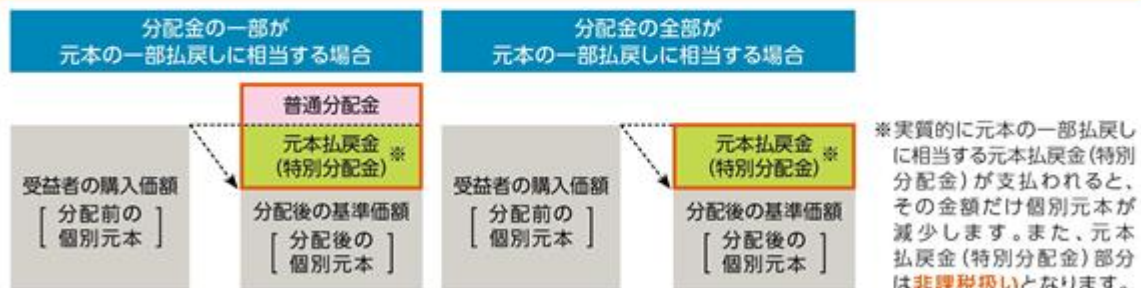 分配金の一部が
元本の一部払戻しに相当する場合
普通分配金
元本払戻金
(特別分配金)
※
受益者の購入価額
[ 分配前の
個別元本 ]
分配後の基準価額
[ 分配後の
個別元本 ]
分配金の全部が
元本の一部払戻しに相当する場合
元本払戻金
(特別分配金)
※
受益者の購入価額
[ 分配前の
個別元本 ]
分配後の基準価額
[ 分配後の
個別元本 ]
※実質的に元本の一部払戻し
に相当する元本払戻金(特別
分配金)が支払われると、
その金額だけ個別元本が
減少します。また、元本
払戻金(特別分配金)部分
は非課税扱いとなります。